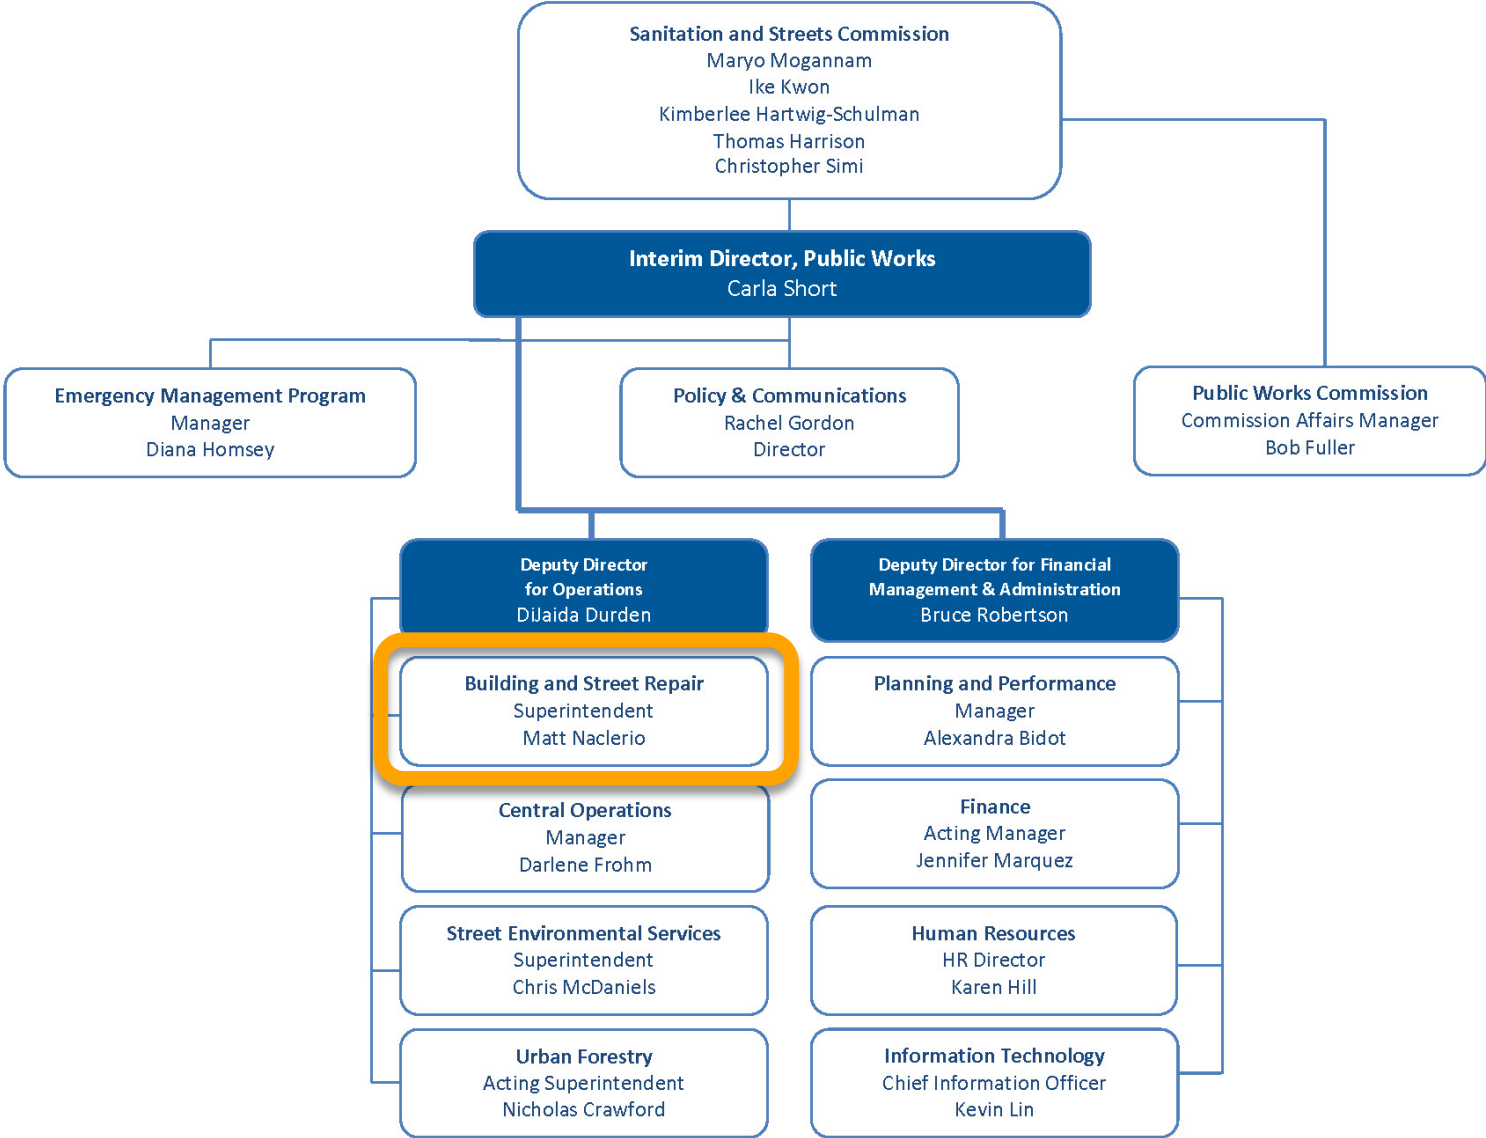 Sanitation and Streets Commission
Maryo Mogannam
Ike Kwon
Kimberlee Hartwig-Schulman
Thomas Harrison
Christopher Simi
Interim Director, Public Works
Carla Short
Emergency Management Program
Manager
Diana Homsey
Policy & Communications
Rachel Gordon
Director
Public Works Commission
Commission Affairs Manager
Bob Fuller
Deputy Director
for Operations
DiJaida Durden
Building and Street Repair
Superintendent
Matt Naclerio
Central Operations
Manager
Darlene Frohm
Street Environmental Services
Superintendent
Chris McDaniels
Urban Forestry
Acting Superintendent
Nicholas Crawford
Deputy Director for Financial
Management & Administration
Bruce Robertson
Planning and Performance
Manager
Alexandra Bidot
Finance
Acting Manager
Jennifer Marquez
Human Resources
HR Director
Karen Hill
Information Technology
Chief Information Officer
Kevin Lin